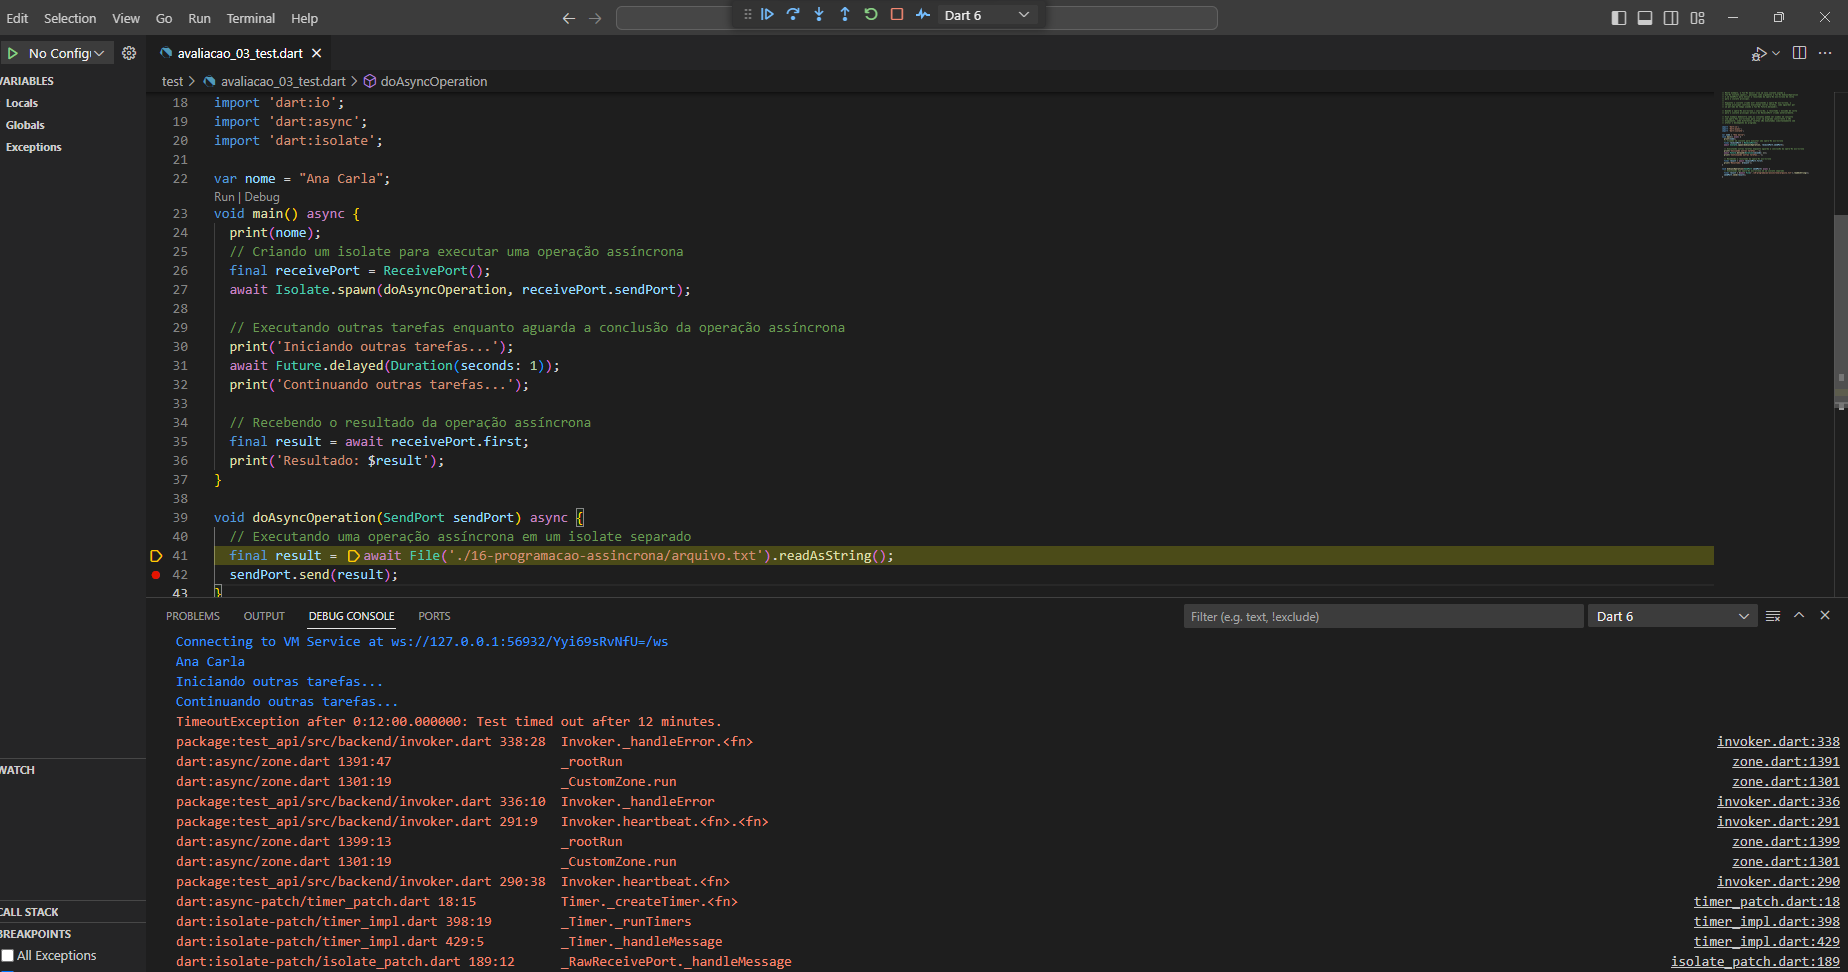 Edit Selection View Go Run Terminal Help
Dart 6
No Config
avaliacao_03_test.dart
VARIABLES
test > avaliacao_03_test.dart > doAsyncOperation
Locals
Globals
Exceptions
18 import 'dart:io';
19 import 'dart:async';
20 import 'dart:isolate';
21
22 var nome = "Ana Carla";
Run | Debug
23 void main() async {
24 print(nome);
25 // Criando um isolate para executar uma operação assíncrona
26 final receivePort = ReceivePort();
27 await Isolate.spawn(doAsyncOperation, receivePort.sendPort);
28
29 // Executando outras tarefas enquanto aguarda a conclusão da operação assíncrona
30 print('Iniciando outras tarefas...');
31 await Future.delayed(Duration(seconds: 1));
32 print('Continuando outras tarefas...');
33
34 // Recebendo o resultado da operação assíncrona
35 final result = await receivePort.first;
36 print('Resultado: $result');
37 }
38
39 void doAsyncOperation(SendPort sendPort) async {
40 // Executando uma operação assíncrona em um isolate separado
41 final result = await File('./16-programacao-assincrona/arquivo.txt').readAsString();
42 sendPort.send(result);
43 }
PROBLEMS OUTPUT DEBUG CONSOLE PORTS
Filter (e.g. text, !exclude)
Dart 6
Connecting to VM Service at ws://127.0.0.1:56932/Yyi69sRvNfU=/ws
Ana Carla
Iniciando outras tarefas...
Continuando outras tarefas...
TimeoutException after 0:12:00.000000: Test timed out after 12 minutes.
package:test_api/src/backend/invoker.dart 338:28 Invoker._handleError.<fn> invoker.dart:338
dart:async/zone.dart 1391:47 _rootRun zone.dart:1391
dart:async/zone.dart 1301:19 _CustomZone.run zone.dart:1301
package:test_api/src/backend/invoker.dart 336:10 Invoker._handleError invoker.dart:336
package:test_api/src/backend/invoker.dart 291:9 Invoker.heartbeat.<fn>.<fn> invoker.dart:291
dart:async/zone.dart 1399:13 _rootRun zone.dart:1399
dart:async/zone.dart 1301:19 _CustomZone.run zone.dart:1301
package:test_api/src/backend/invoker.dart 290:38 Invoker.heartbeat.<fn> invoker.dart:290
dart:async-patch/timer_patch.dart 18:15 Timer._createTimer.<fn> timer_patch.dart:18
dart:isolate-patch/timer_impl.dart 398:19 _Timer._runTimers timer_impl.dart:398
dart:isolate-patch/timer_impl.dart 429:5 _Timer._handleMessage timer_impl.dart:429
dart:isolate-patch/isolate_patch.dart 189:12 _RawReceivePort._handleMessage isolate_patch.dart:189
WATCH
CALL STACK
BREAKPOINTS
All Exceptions